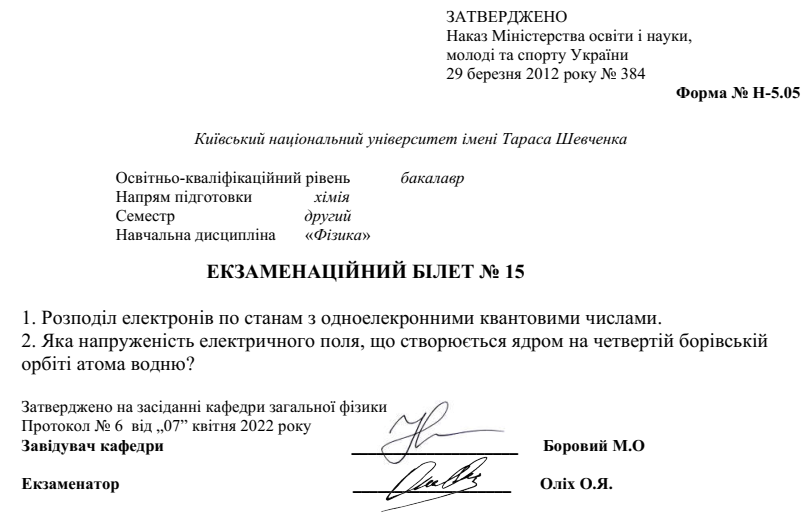 ЗАТВЕРДЖЕНО
Наказ Міністерства освіти і науки,
молоді та спорту України
29 березня 2012 року № 384
Форма № Н-5.05
Київський національний університет імені Тараса Шевченка
Освітньо-кваліфікаційний рівень бакалавр
Напрям підготовки хімія
Семестр другий
Навчальна дисципліна «Фізика»
ЕКЗАМЕНАЦІЙНИЙ БІЛЕТ № 15
1. Розподіл електронів по станам з одноелекронними квантовими числами.
2. Яка напруженість електричного поля, що створюється ядром на четвертій борівській
орбіті атома водню?
Затверджено на засіданні кафедри загальної фізики
Протокол № 6 від „07” квітня 2022 року
Завідувач кафедри Боровий М.О
Екзаменатор Оліх О.Я.